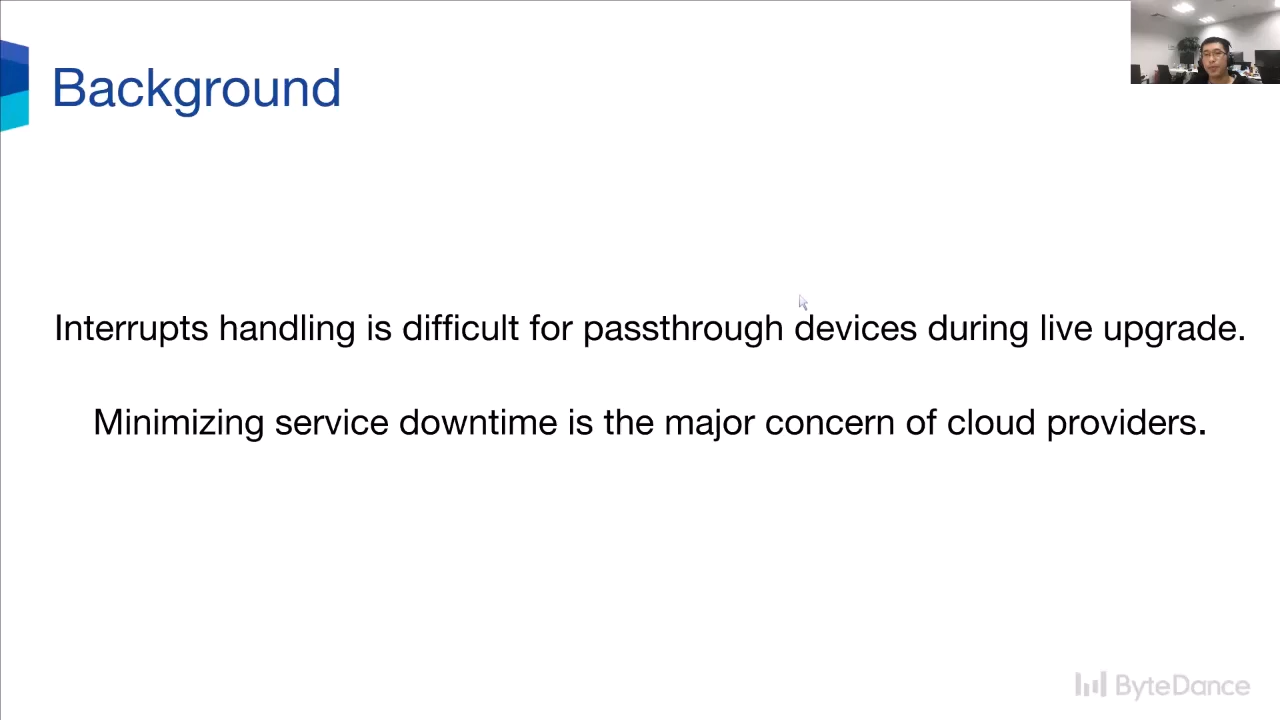 Background
Interrupts handling is difficult for passthrough devices during live upgrade.
Minimizing service downtime is the major concern of cloud providers.
ByteDance